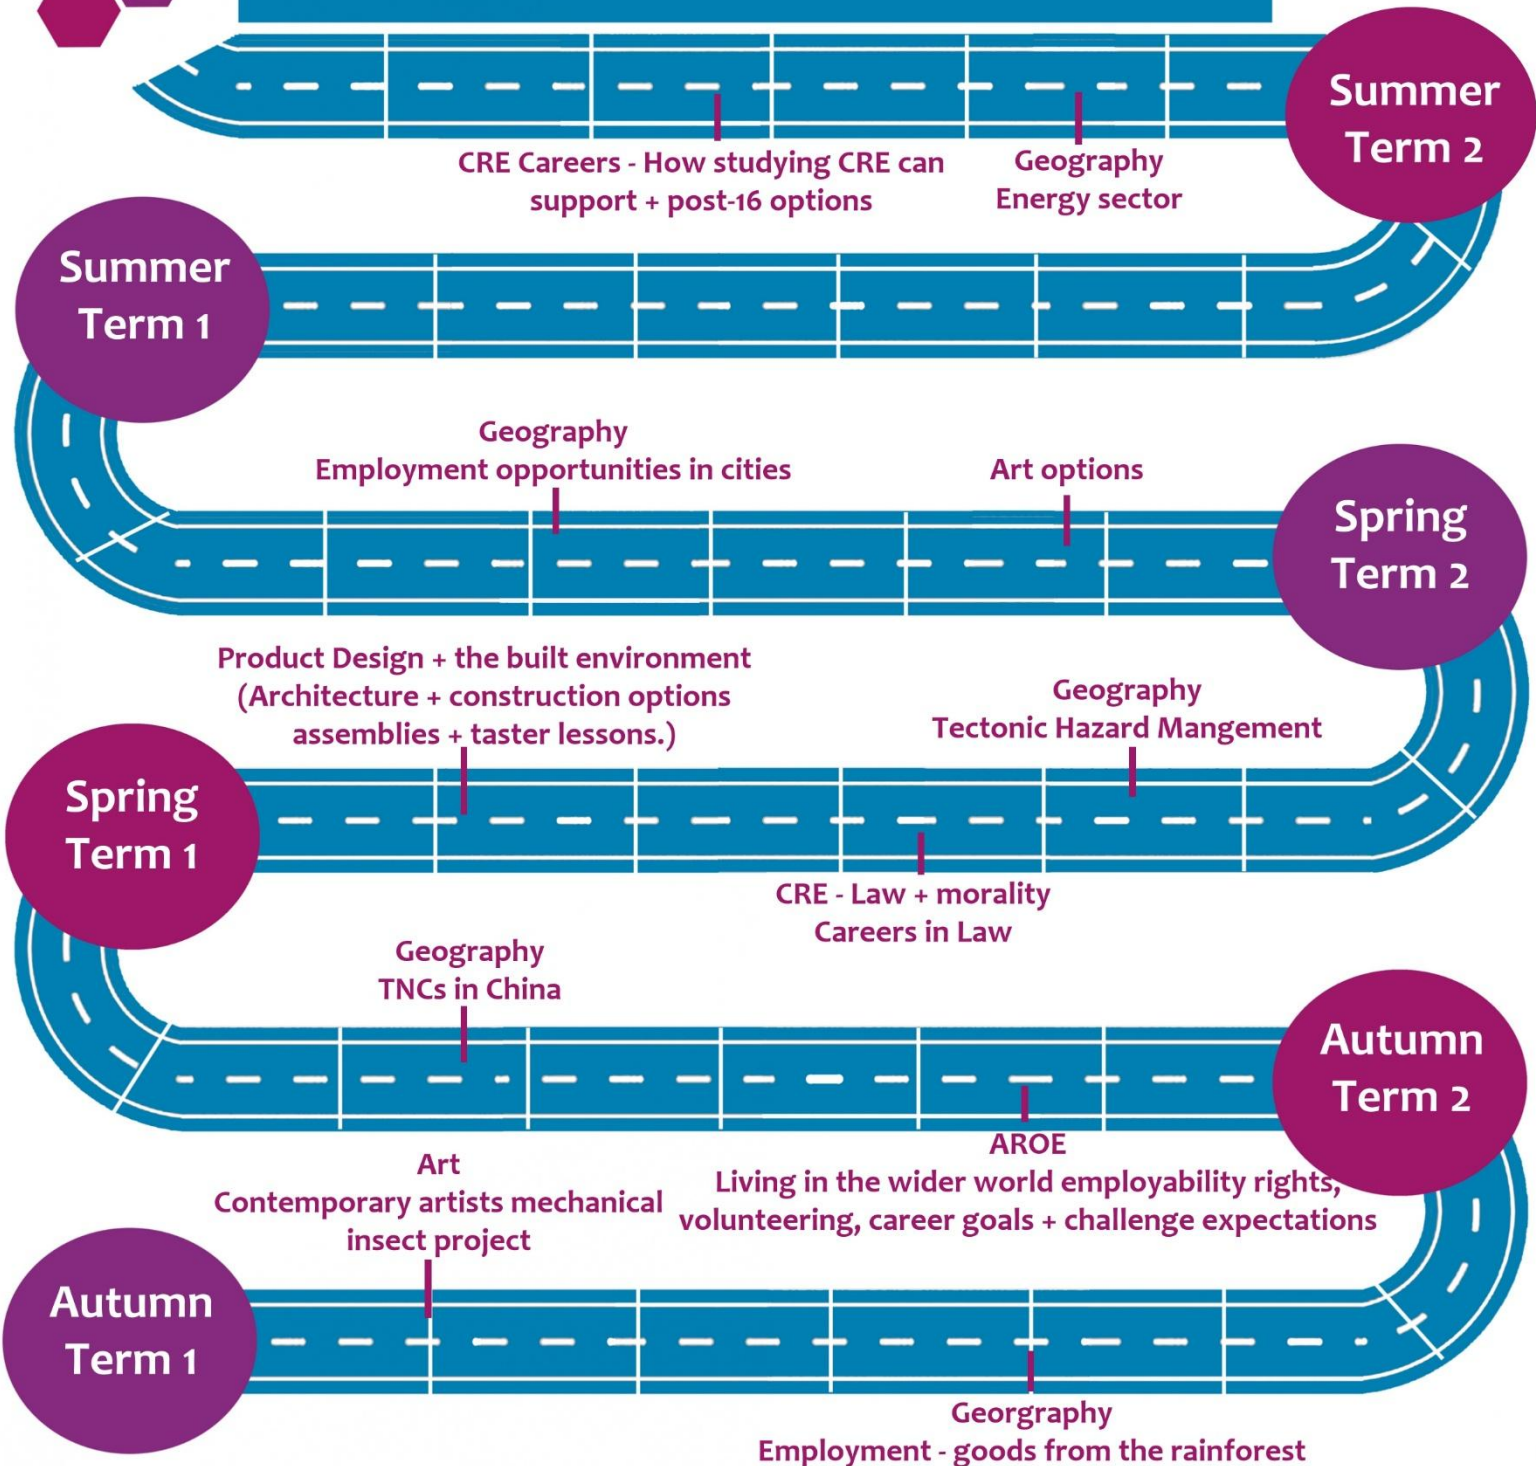 Summer
Term 2
CRE Careers - How studying CRE can
support + post-16 options
Geography
Energy sector
Summer
Term 1
Geography
Employment opportunities in cities
Art options
Spring
Term 2
Product Design + the built environment
(Architecture + construction options
assemblies + taster lessons.)
Geography
Tectonic Hazard Mangement
Spring
Term 1
CRE - Law + morality
Careers in Law
Geography
TNCs in China
Autumn
Term 2
AROE
Living in the wider world employability rights,
volunteering, career goals + challenge expectations
Art
Contemporary artists mechanical
insect project
Autumn
Term 1
Georgraphy
Employment - goods from the rainforest